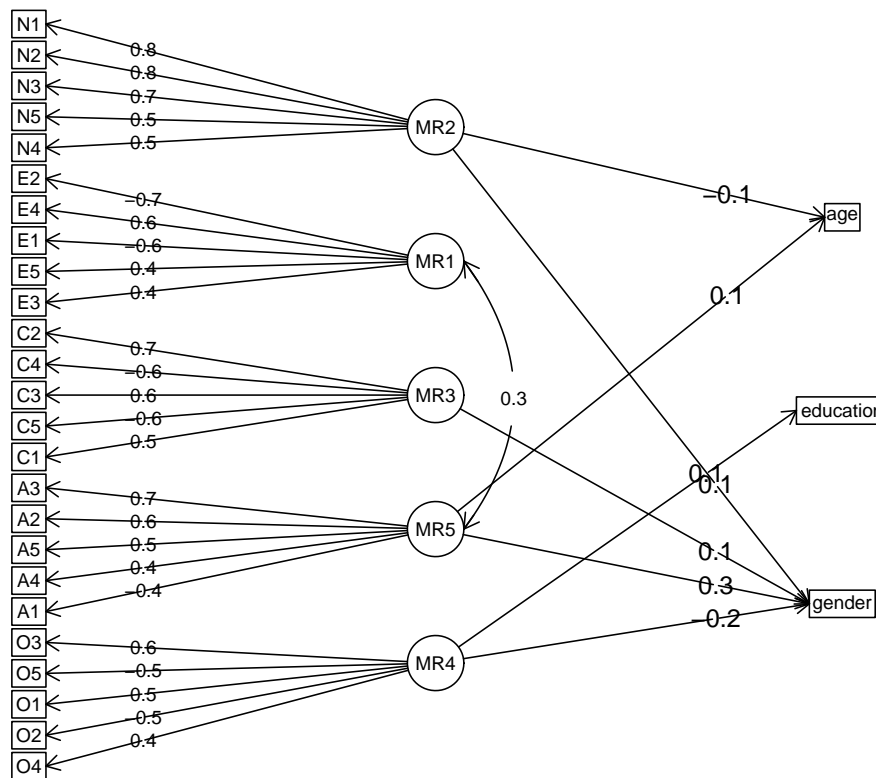 N1
N2
N3
N5
N4
E2
E4
E1
E5
E3
C2
C4
C3
C5
C1
A3
A2
A5
A4
A1
O3
O5
O1
O2
O4
0.8
0.8
0.7
0.5
0.5
−0.7
0.6
−0.6
0.4
0.4
0.7
−0.6
0.6
−0.6
0.5
0.7
0.6
0.5
0.4
−0.4
0.6
−0.5
0.5
−0.5
0.4
MR2
MR1
MR3
MR5
MR4
0.3
−0.1
0.1
0.1
0.1
0.1
0.3
−0.2
age
education
gender